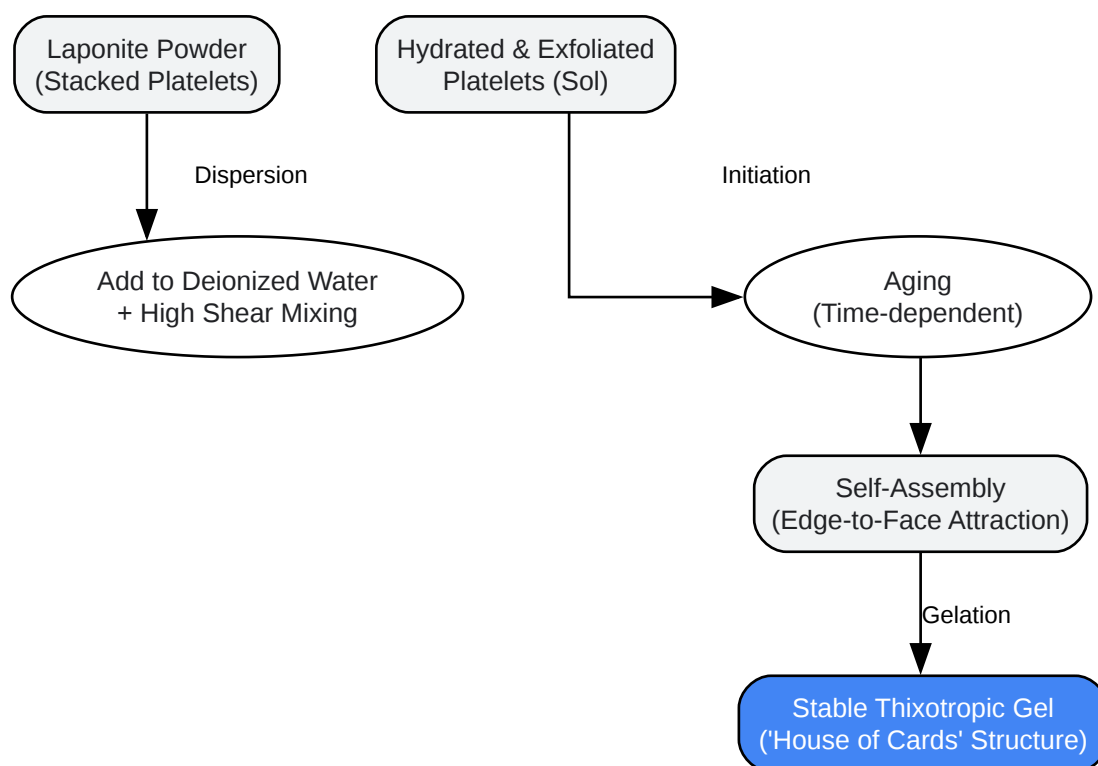 Laponite Powder
(Stacked Platelets)
Hydrated & Exfoliated
Platelets (Sol)
Dispersion
Initiation
Add to Deionized Water
+ High Shear Mixing
Aging
(Time-dependent)
Self-Assembly
(Edge-to-Face Attraction)
Gelation
Stable Thixotropic Gel
('House of Cards' Structure)